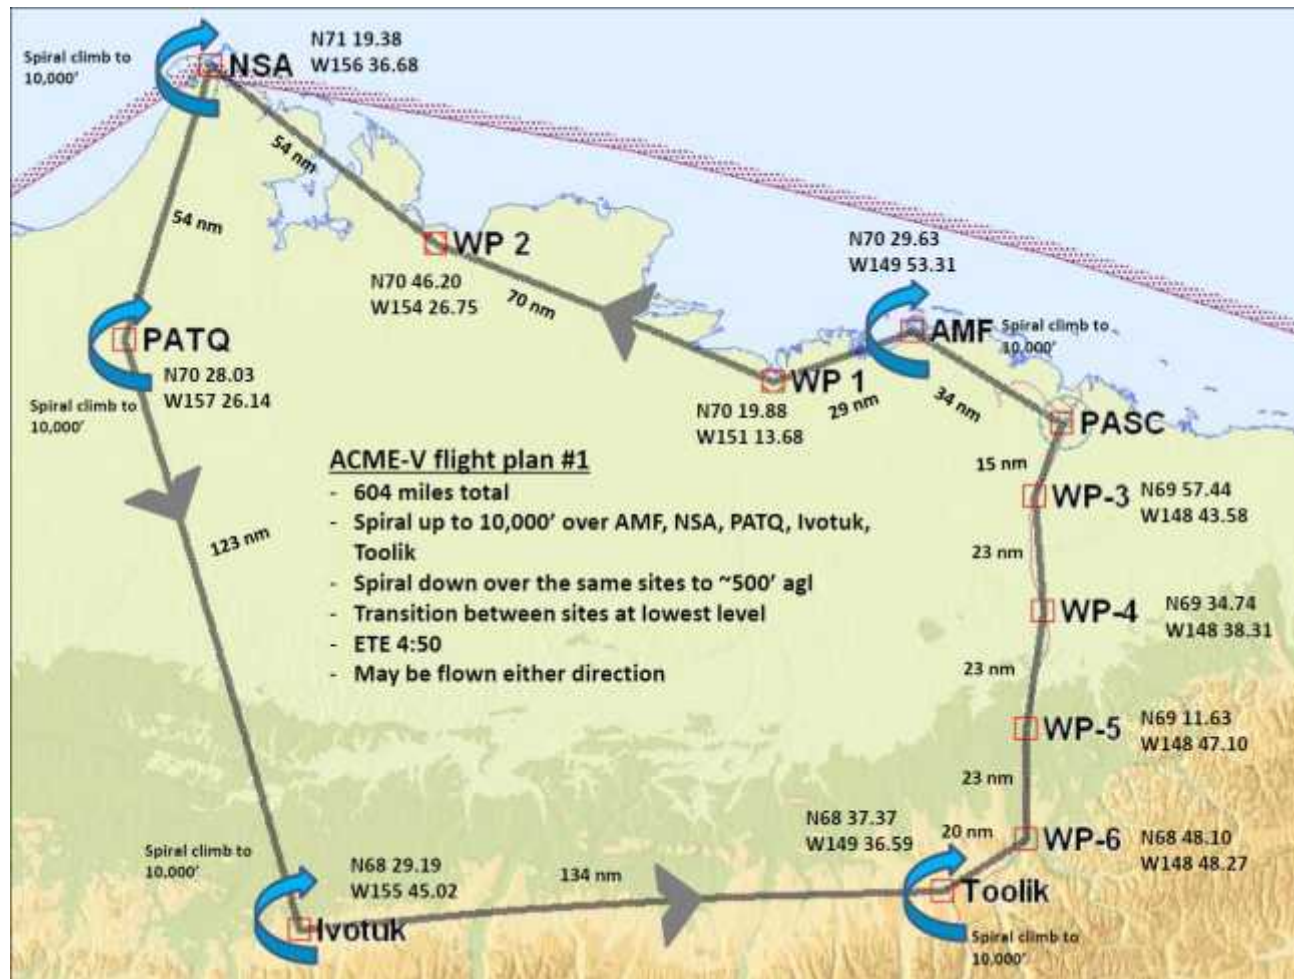 Spiral climb to
10,000'
NSA
N71 19.38
W156 36.68
54 nm
54 nm
WP 2
N70 46.20
W154 26.75
70 nm
N70 29.63
W149 53.31
AMF
Spiral climb to
10,000'
PATQ
N70 28.03
W157 26.14
Spiral climb to
10,000'
WP 1
N70 19.88
W151 13.68
29 nm
34 nm
PASC
15 nm
ACME-V flight plan #1
- 604 miles total
- Spiral up to 10,000' over AMF, NSA, PATQ, Ivotuk,
Toolik
- Spiral down over the same sites to ~500' agl
- Transition between sites at lowest level
- ETE 4:50
- May be flown either direction
WP-3
N69 57.44
W148 43.58
123 nm
23 nm
WP-4
N69 34.74
W148 38.31
23 nm
WP-5
N69 11.63
W148 47.10
23 nm
N68 37.37
W149 36.59
20 nm
WP-6
N68 48.10
W148 48.27
Spiral climb to
10,000'
N68 29.19
W155 45.02
134 nm
Toolik
Ivotuk
Spiral climb to
10,000'